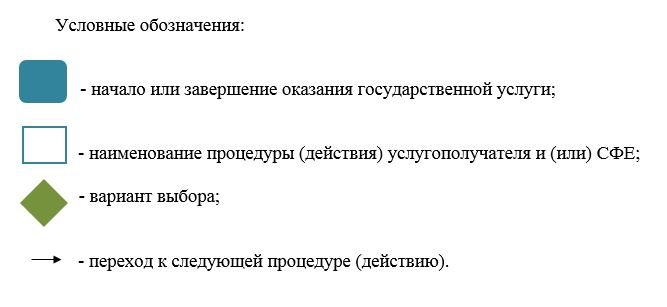 Условные обозначения:
- начало или завершение оказания государственной услуги;
- наименование процедуры (действия) услугополучателя и (или) СФЕ;
- вариант выбора;
- переход к следующей процедуре (действию).